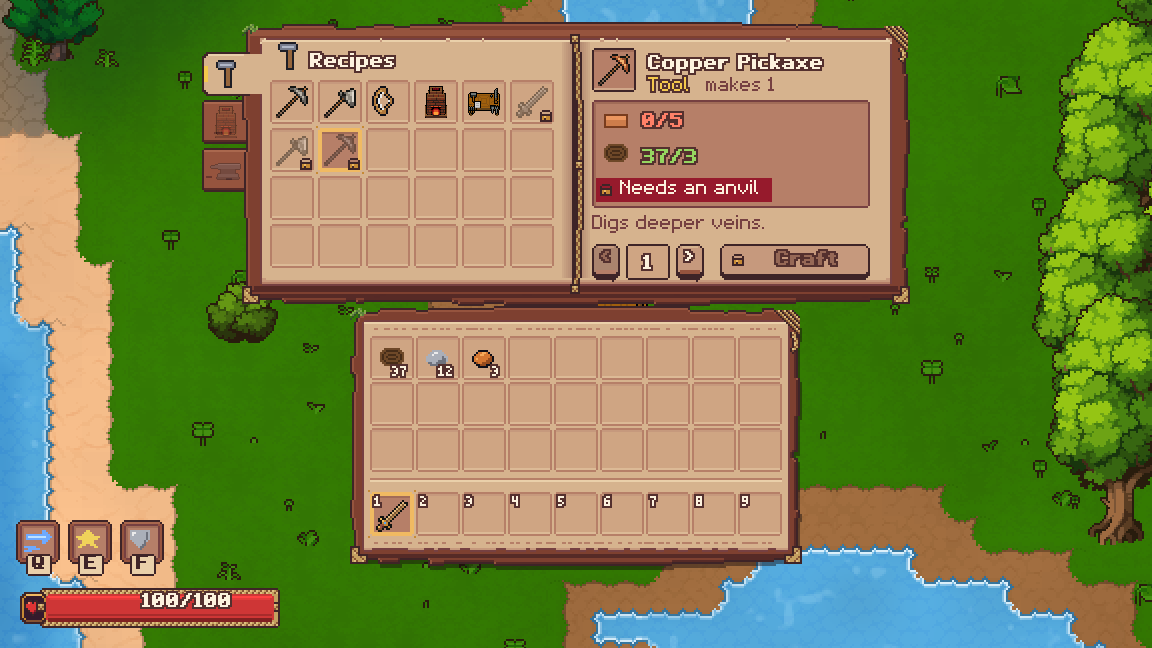 Recipes
Copper Pickaxe
Tool makes 1
0/5
37/3
Needs an anvil
Digs deeper veins.
< 1 > Craft
37 12 3
1 2 3 4 5 6 7 8 9
Q E F
100/100